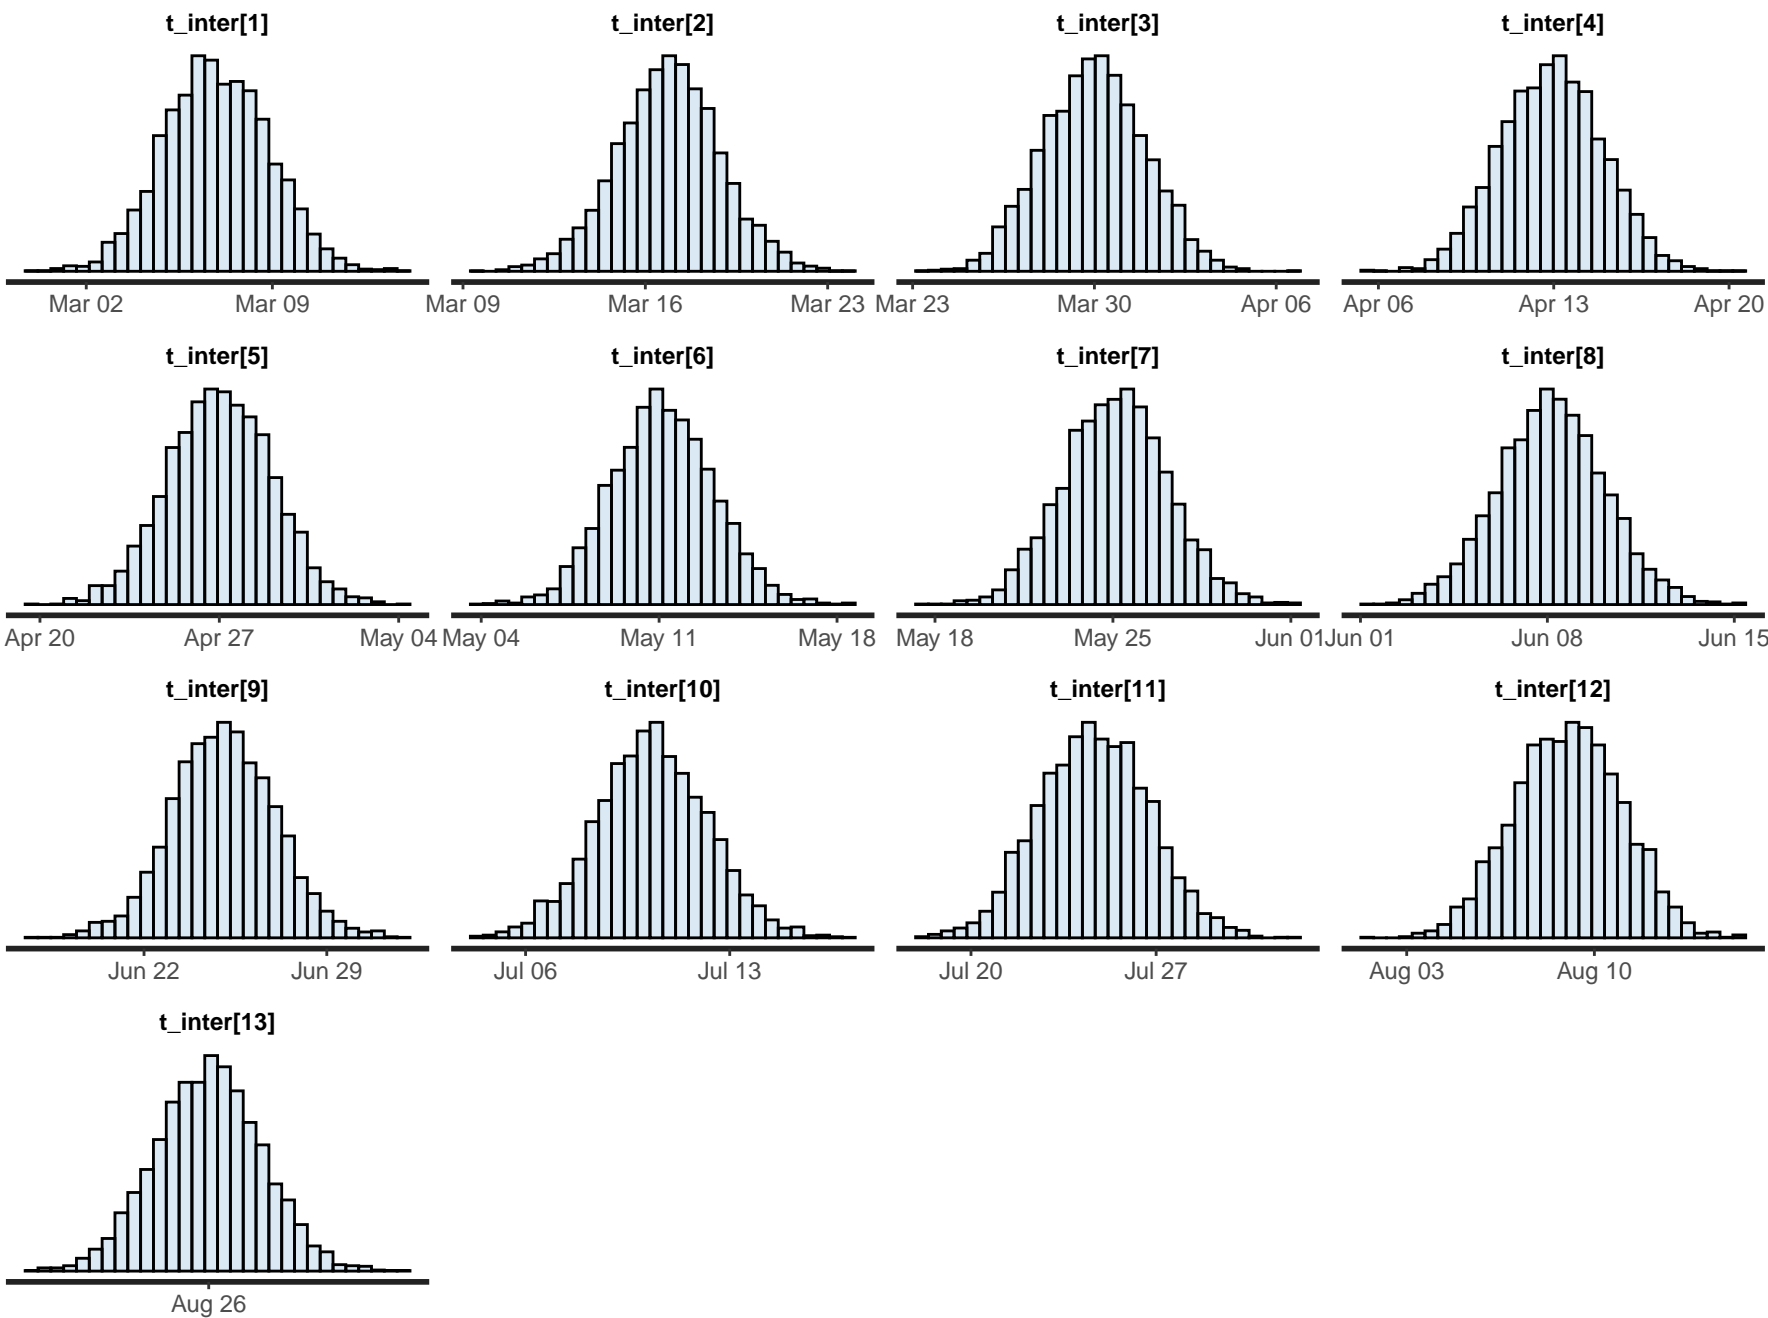 t_inter[1] t_inter[2] t_inter[3] t_inter[4]
Mar 02 Mar 09 Mar 09 Mar 16 Mar 23 Mar 23 Mar 30 Apr 06 Apr 06 Apr 13 Apr 20
t_inter[5] t_inter[6] t_inter[7] t_inter[8]
Apr 20 Apr 27 May 04 May 04 May 11 May 18 May 18 May 25 Jun 01 Jun 01 Jun 08 Jun 15
t_inter[9] t_inter[10] t_inter[11] t_inter[12]
Jun 22 Jun 29 Jul 06 Jul 13 Jul 20 Jul 27 Aug 03 Aug 10
t_inter[13]
Aug 26